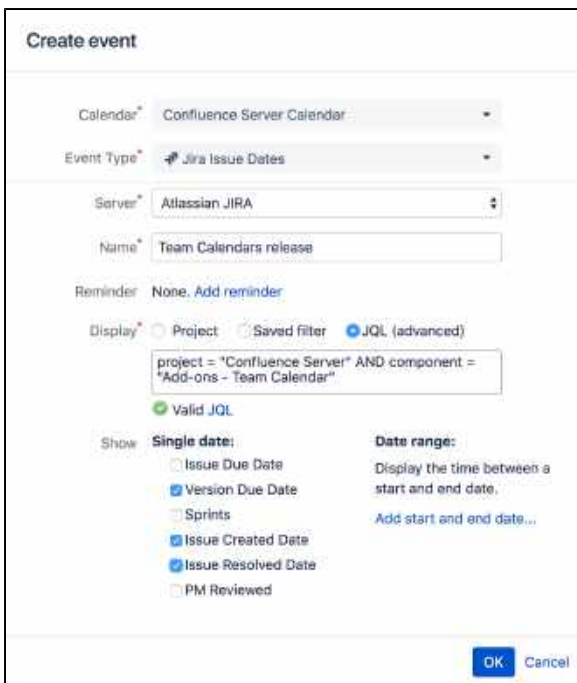 Create event
Calendar* Confluence Server Calendar
Event Type* Jira Issue Dates
Server* Atlassian JIRA
Name* Team Calendars release
Reminder None. Add reminder
Display* Project Saved filter JQL (advanced)
project = "Confluence Server" AND component =
"Add-ons - Team Calendar"
Valid JQL
Show Single date: Date range:
Issue Due Date Display the time between a
Version Due Date start and end date.
Sprints Add start and end date...
Issue Created Date
Issue Resolved Date
PM Reviewed
OK Cancel